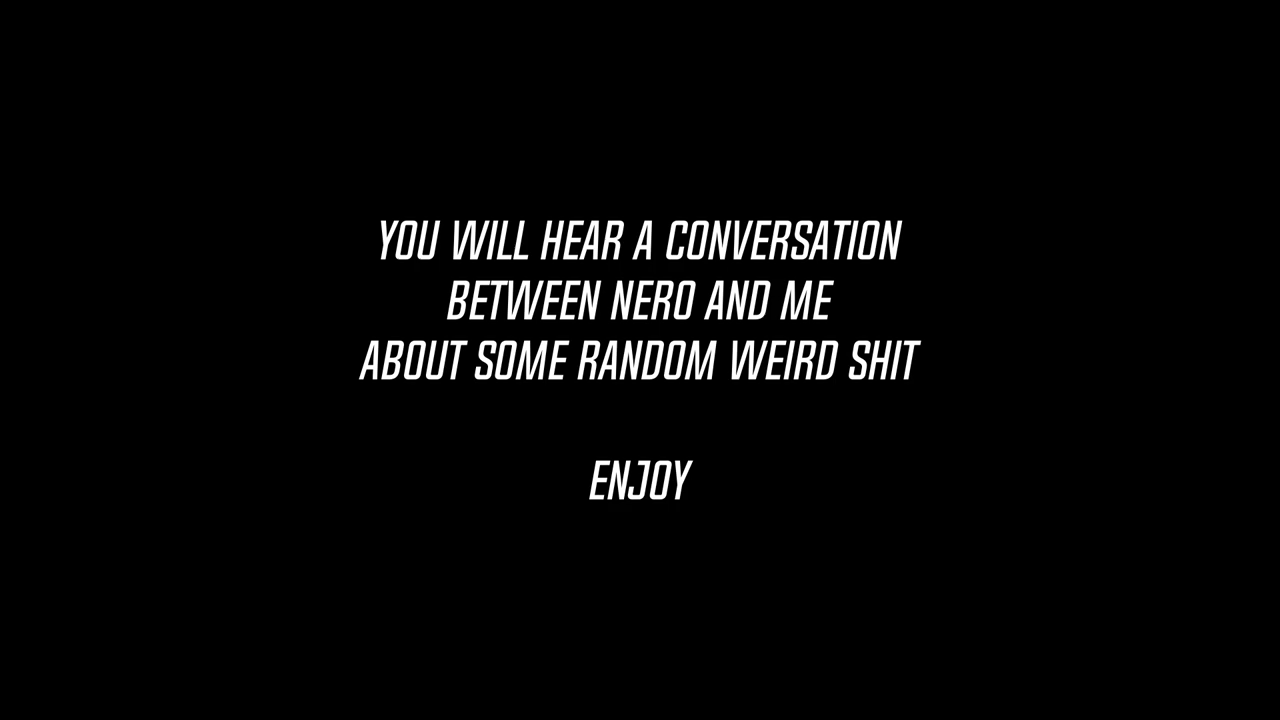 YOU WILL HEAR A CONVERSATION
BETWEEN NERO AND ME
ABOUT SOME RANDOM WEIRD SHIT
ENJOY